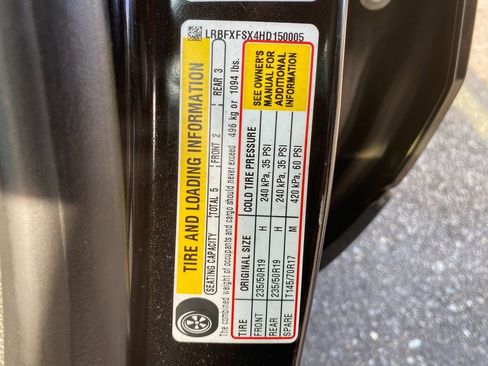 LRBFXFSX4HD150005
TIRE AND LOADING INFORMATION
SEATING CAPACITY TOTAL 5 FRONT 2 REAR 3
The combined weight of occupants and cargo should never exceed 496 kg or 1094 lbs.
TIRE ORIGINAL SIZE COLD TIRE PRESSURE
FRONT 235/50R19 H 240 kPa, 35 PSI
REAR 235/50R19 H 240 kPa, 35 PSI
SPARE T145/70R17 M 420 kPa, 60 PSI
SEE OWNER'S
MANUAL FOR
ADDITIONAL
INFORMATION